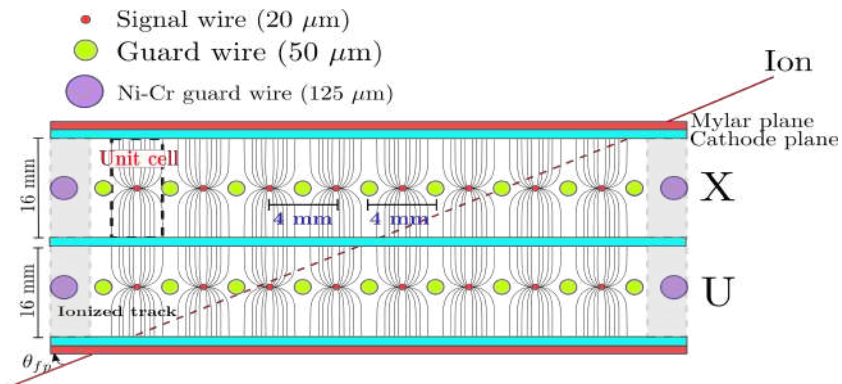 Signal wire (20 μm)
Guard wire (50 μm)
Ni-Cr guard wire (125 μm)
Ion
Mylar plane
Cathode plane
Unit cell
16 mm
X
4 mm
4 mm
16 mm
U
Ionized track
θfp